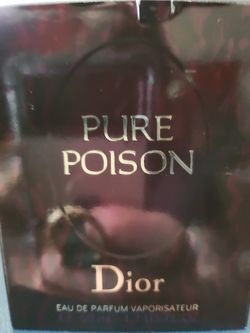 PURE
POISON
Dior
EAU DE PARFUM VAPORISATEUR